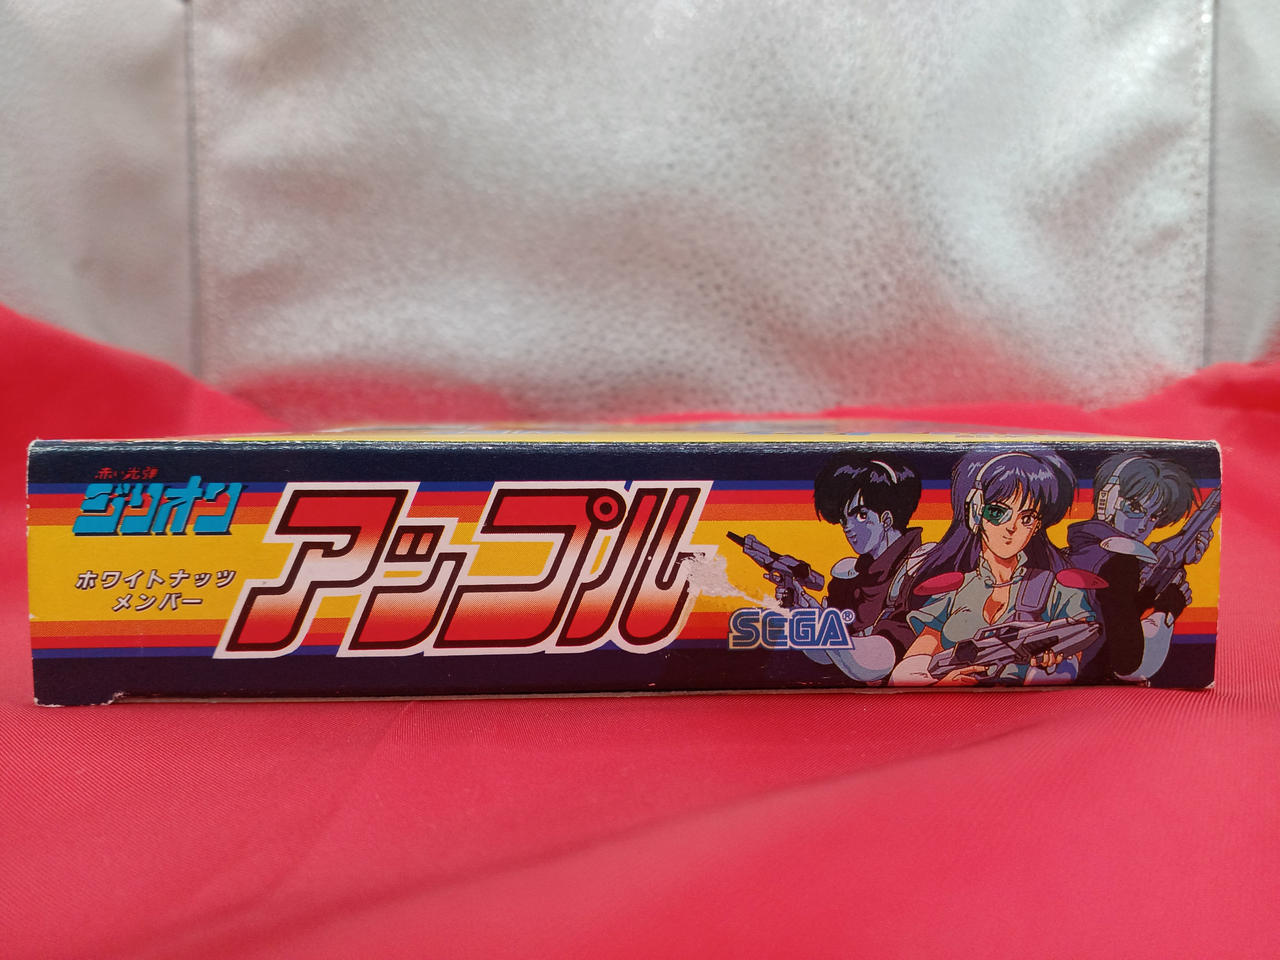 赤い光弾
ジリオン
ホワイトナッツ
メンバー
アップル
SEGA®